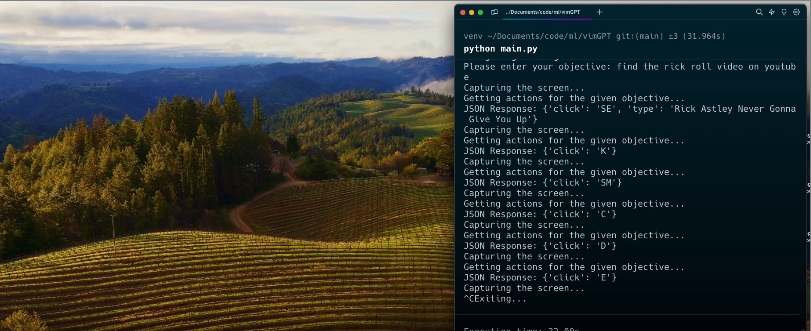 ../Documents/code/ml/vimGPT
venv ~/Documents/code/ml/vimGPT git:(main) ±3 (31.964s)
python main.py
Please enter your objective: find the rick roll video on youtub
e
Capturing the screen...
Getting actions for the given objective...
JSON Response: {'click': 'SE', 'type': 'Rick Astley Never Gonna
Give You Up'}
Capturing the screen...
Getting actions for the given objective...
JSON Response: {'click': 'K'}
Capturing the screen...
Getting actions for the given objective...
JSON Response: {'click': 'SM'}
Capturing the screen...
Getting actions for the given objective...
JSON Response: {'click': 'C'}
Capturing the screen...
Getting actions for the given objective...
JSON Response: {'click': 'D'}
Capturing the screen...
Getting actions for the given objective...
JSON Response: {'click': 'E'}
Capturing the screen...
^CExiting...